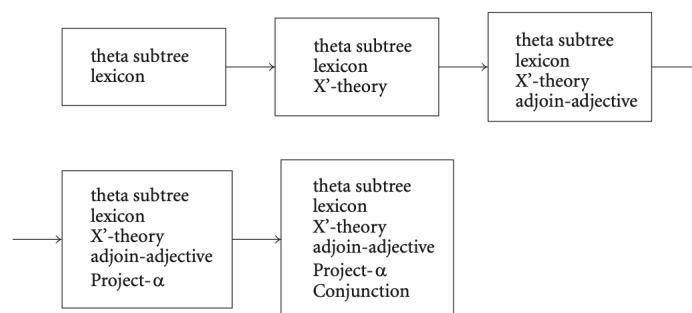 theta subtree
lexicon
theta subtree
lexicon
X’-theory
theta subtree
lexicon
X’-theory
adjoin-adjective
theta subtree
lexicon
X’-theory
adjoin-adjective
Project-α
theta subtree
lexicon
X’-theory
adjoin-adjective
Project-α
Conjunction